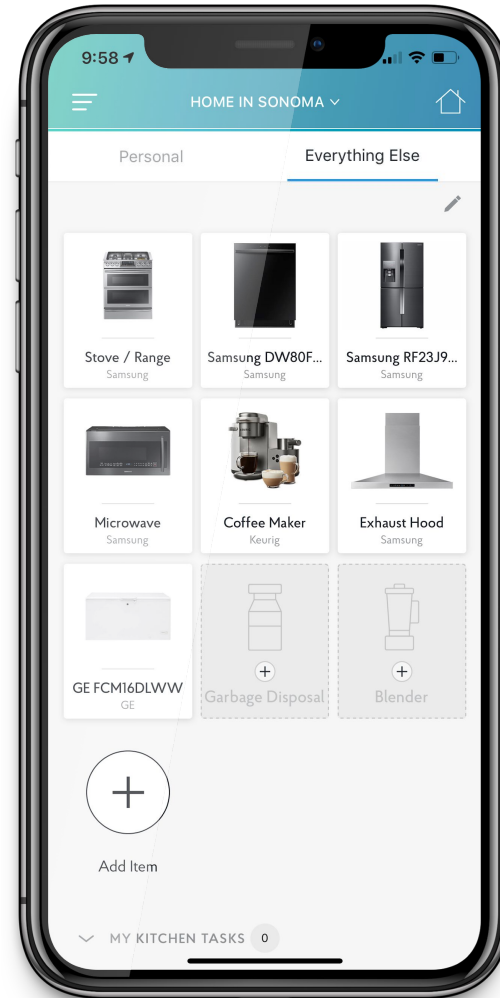 9:58
HOME IN SONOMA
Personal
Everything Else
Stove / Range
Samsung
Samsung DW80F...
Samsung
Samsung RF23J9...
Samsung
Microwave
Samsung
Coffee Maker
Keurig
Exhaust Hood
Samsung
GE FCM16DLWW
GE
Garbage Disposal
Blender
Add Item
MY KITCHEN TASKS 0